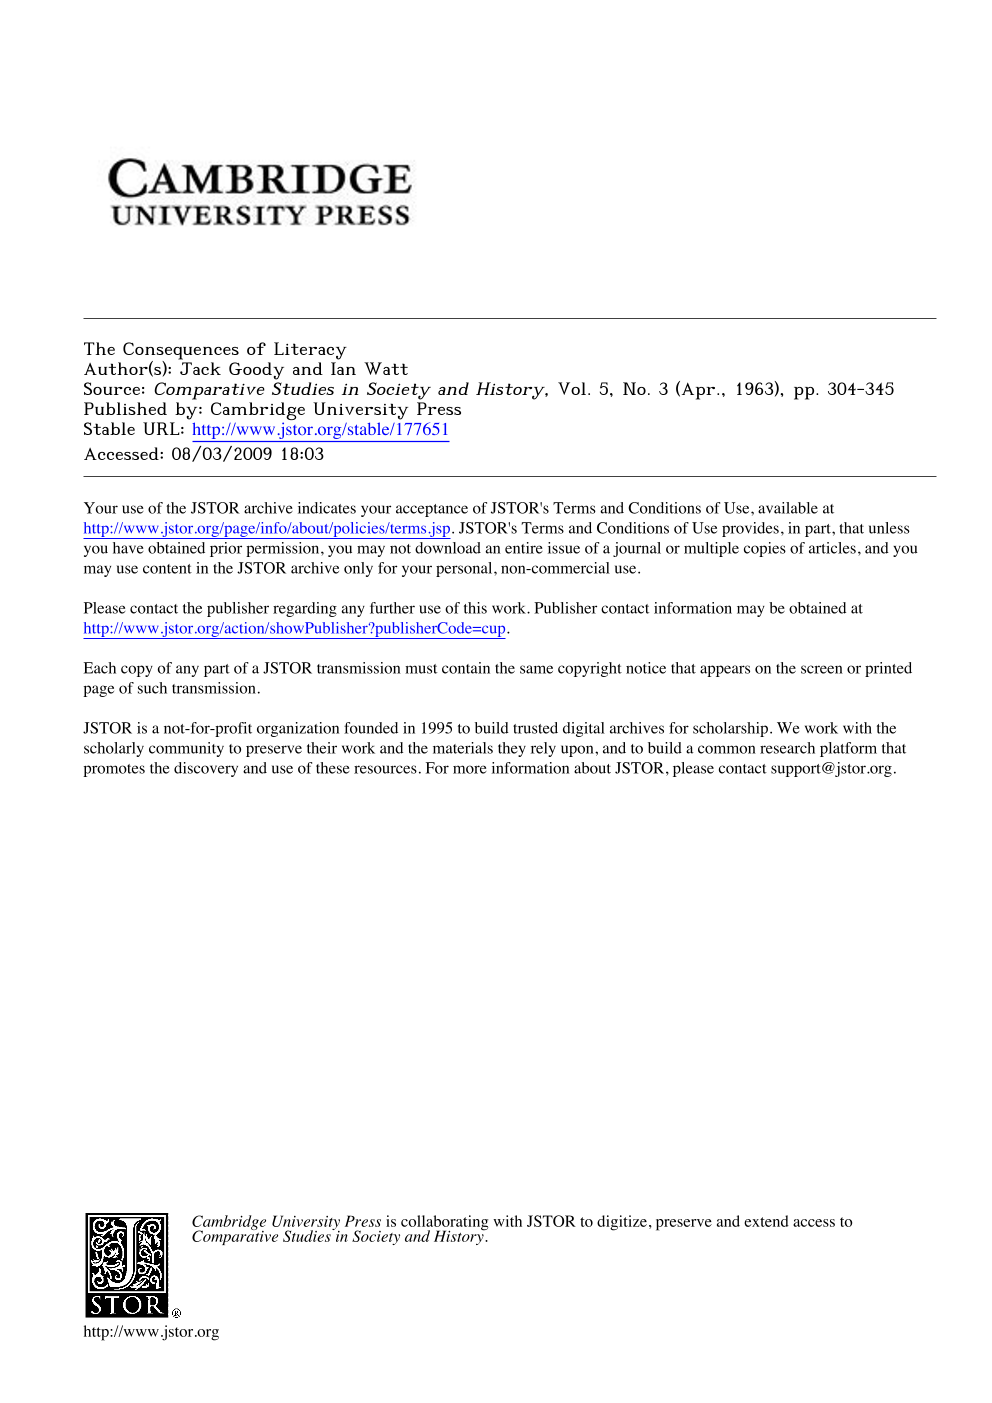 CAMBRIDGE
UNIVERSITY PRESS
The Consequences of Literacy
Author(s): Jack Goody and Ian Watt
Source: Comparative Studies in Society and History, Vol. 5, No. 3 (Apr., 1963), pp. 304-345
Published by: Cambridge University Press
Stable URL: http://www.jstor.org/stable/177651
Accessed: 08/03/2009 18:03
Your use of the JSTOR archive indicates your acceptance of JSTOR's Terms and Conditions of Use, available at
http://www.jstor.org/page/info/about/policies/terms.jsp. JSTOR's Terms and Conditions of Use provides, in part, that unless
you have obtained prior permission, you may not download an entire issue of a journal or multiple copies of articles, and you
may use content in the JSTOR archive only for your personal, non-commercial use.
Please contact the publisher regarding any further use of this work. Publisher contact information may be obtained at
http://www.jstor.org/action/showPublisher?publisherCode=cup.
Each copy of any part of a JSTOR transmission must contain the same copyright notice that appears on the screen or printed
page of such transmission.
JSTOR is a not-for-profit organization founded in 1995 to build trusted digital archives for scholarship. We work with the
scholarly community to preserve their work and the materials they rely upon, and to build a common research platform that
promotes the discovery and use of these resources. For more information about JSTOR, please contact support@jstor.org.
Cambridge University Press is collaborating with JSTOR to digitize, preserve and extend access to
Comparative Studies in Society and History.
J
STOR ®
http://www.jstor.org